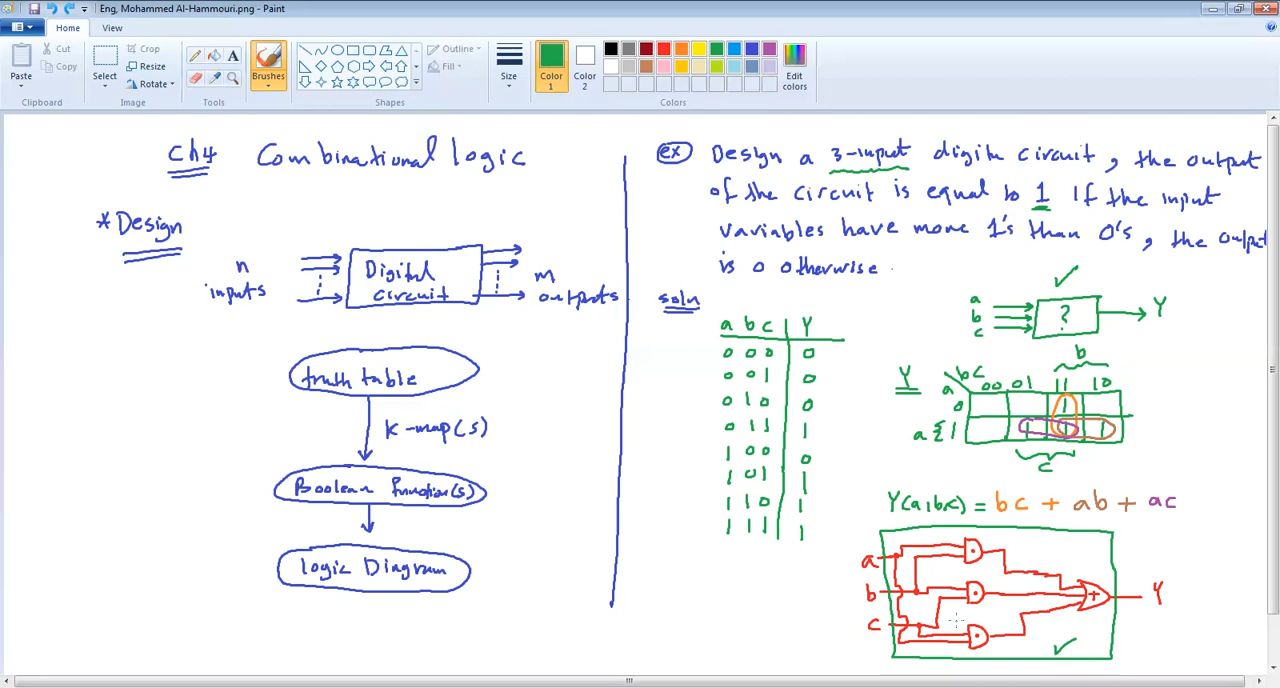 Eng, Mohammed Al-Hammouri.png - Paint
Home View
Paste
Cut
Copy
Clipboard
Select
Crop
Resize
Rotate
Image
Tools
Brushes
Shapes
Outline
Fill
Size
Color 1
Color 2
Edit colors
Colors
Ch4 Combinational logic
*Design
n inputs
Digital circuit
m outputs
truth table
K-map(s)
Boolean function(s)
logic Diagram
ex Design a 3-input digital circuit, the output
of the circuit is equal to 1 If the input
variables have more 1's than 0's, the output
is 0 otherwise.
soln
a b c Y
0 0 0 0
0 0 1 0
0 1 0 0
0 1 1 1
1 0 0 0
1 0 1 1
1 1 0 1
1 1 1 1
a
b
c
?
Y
Y
b
a bc 00 01 11 10
0 1
a { 1 1 1 1
c
Y(a,b,c) = bc + ab + ac
a
b
c
+
Y